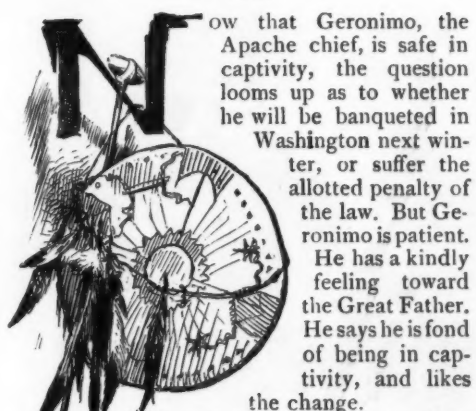 NOW that Geronimo, the
Apache chief, is safe in
captivity, the question
looms up as to whether
he will be banqueted in
Washington next win-
ter, or suffer the
allotted penalty of
the law. But Ge-
ronimo is patient.
He has a kindly
feeling toward
the Great Father.
He says he is fond
of being in cap-
tivity, and likes
the change.